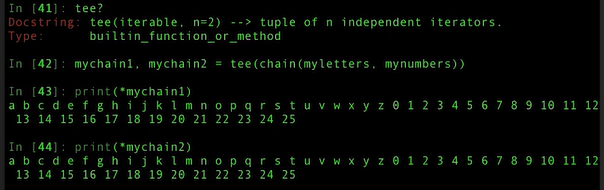 In [41]: tee?
Docstring: tee(iterable, n=2) --> tuple of n independent iterators.
Type:      builtin_function_or_method
In [42]: mychain1, mychain2 = tee(chain(myletters, mynumbers))
In [43]: print(*mychain1)
a b c d e f g h i j k l m n o p q r s t u v w x y z 0 1 2 3 4 5 6 7 8 9 10 11 12
13 14 15 16 17 18 19 20 21 22 23 24 25
In [44]: print(*mychain2)
a b c d e f g h i j k l m n o p q r s t u v w x y z 0 1 2 3 4 5 6 7 8 9 10 11 12
13 14 15 16 17 18 19 20 21 22 23 24 25